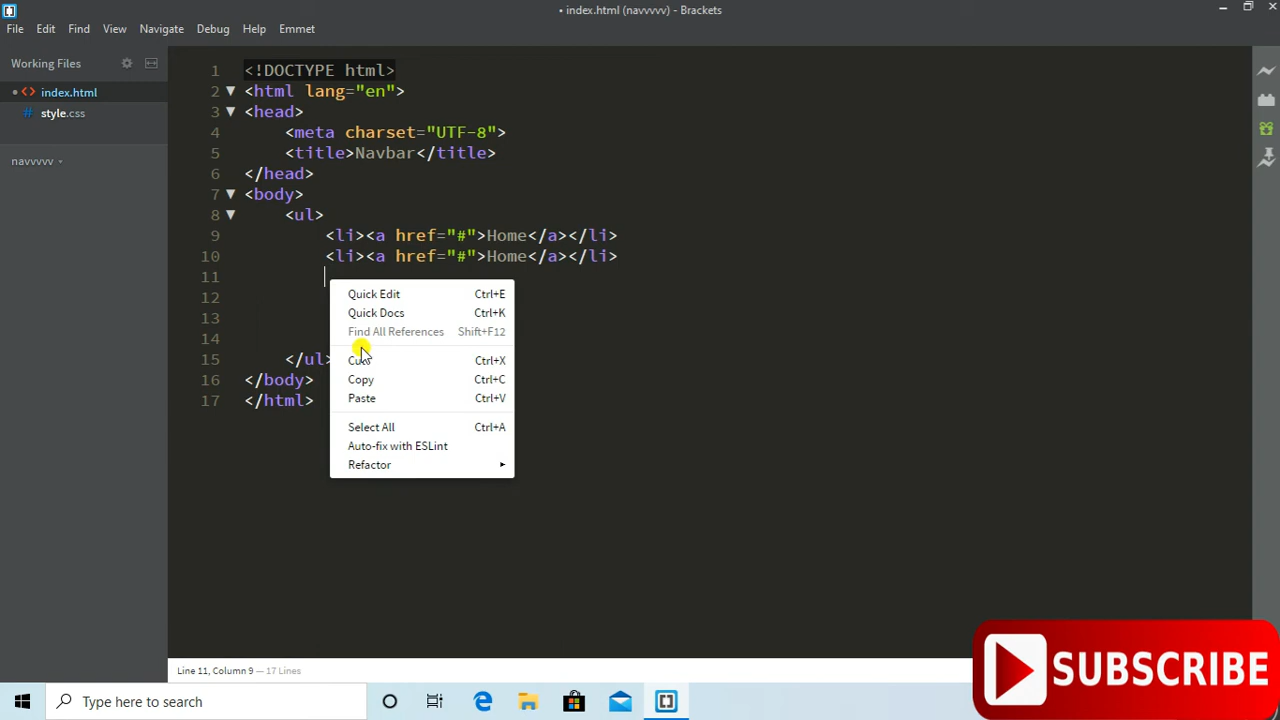 • index.html (navvvvv) - Brackets
File Edit Find View Navigate Debug Help Emmet
Working Files
• <> index.html
# style.css
navvvvv
1 <!DOCTYPE html>
2 <html lang="en">
3 <head>
4 <meta charset="UTF-8">
5 <title>Navbar</title>
6 </head>
7 <body>
8 <ul>
9 <li><a href="#">Home</a></li>
10 <li><a href="#">Home</a></li>
11
12
13
14
15 </ul>
16 </body>
17 </html>
Quick Edit Ctrl+E
Quick Docs Ctrl+K
Find All References Shift+F12
Ctrl+X
Copy Ctrl+C
Paste Ctrl+V
Select All Ctrl+A
Auto-fix with ESLint
Refactor
Line 11, Column 9 — 17 Lines
SUBSCRIBE
Type here to search